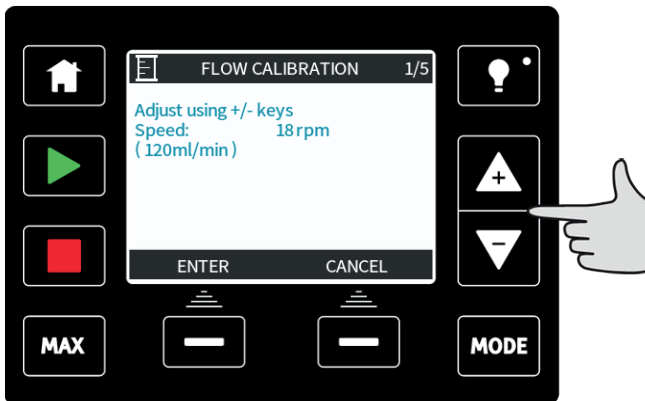 FLOW CALIBRATION 1/5
Adjust using +/- keys
Speed: 18 rpm
( 120ml/min )
ENTER CANCEL
+
-
MAX
MODE